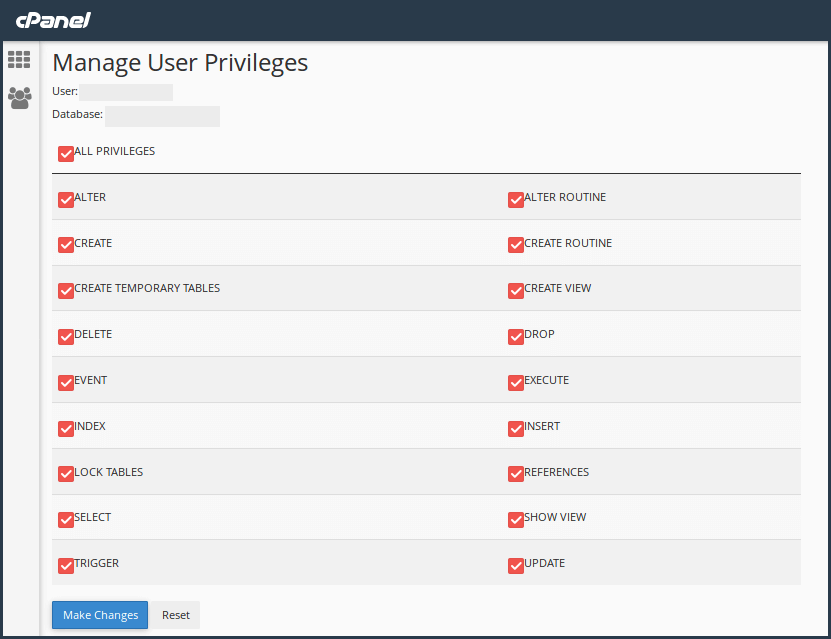 cPanel
Manage User Privileges
User:
Database:
ALL PRIVILEGES
ALTER ALTER ROUTINE
CREATE CREATE ROUTINE
CREATE TEMPORARY TABLES CREATE VIEW
DELETE DROP
EVENT EXECUTE
INDEX INSERT
LOCK TABLES REFERENCES
SELECT SHOW VIEW
TRIGGER UPDATE
Make Changes Reset